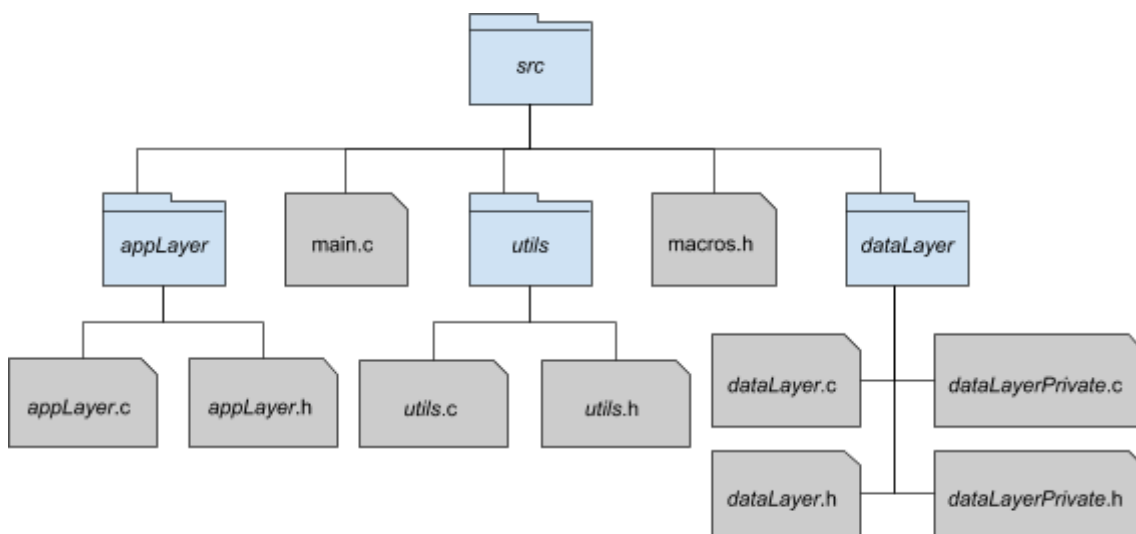 src
appLayer
main.c
utils
macros.h
dataLayer
appLayer.c
appLayer.h
utils.c
utils.h
dataLayer.c
dataLayerPrivate.c
dataLayer.h
dataLayerPrivate.h